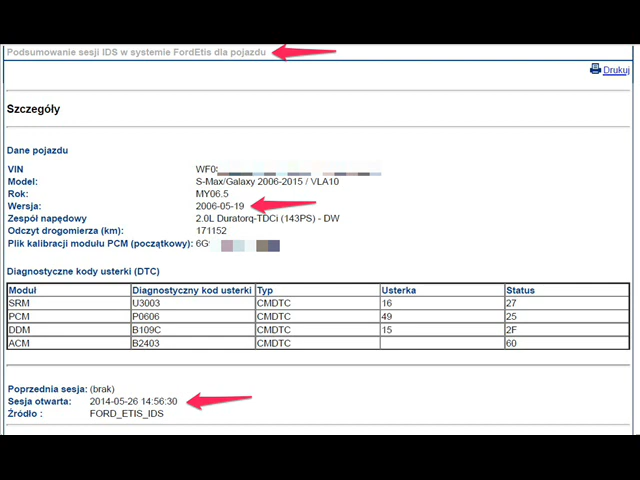 Podsumowanie sesji IDS w systemie FordEtis dla pojazdu
Drukuj
Szczegóły
Dane pojazdu
VIN WF0:
Model: S-Max/Galaxy 2006-2015 / VLA10
Rok: MY06.5
Wersja: 2006-05-19
Zespół napędowy 2.0L Duratorq-TDCi (143PS) - DW
Odczyt drogomierza (km): 171152
Plik kalibracji modułu PCM (początkowy): 6G
Diagnostyczne kody usterki (DTC)
Moduł Diagnostyczny kod usterki Typ Usterka Status
SRM U3003 CMDTC 16 27
PCM P0606 CMDTC 49 25
DDM B109C CMDTC 15 2F
ACM B2403 CMDTC 60
Poprzednia sesja: (brak)
Sesja otwarta: 2014-05-26 14:56:30
Źródło : FORD_ETIS_IDS